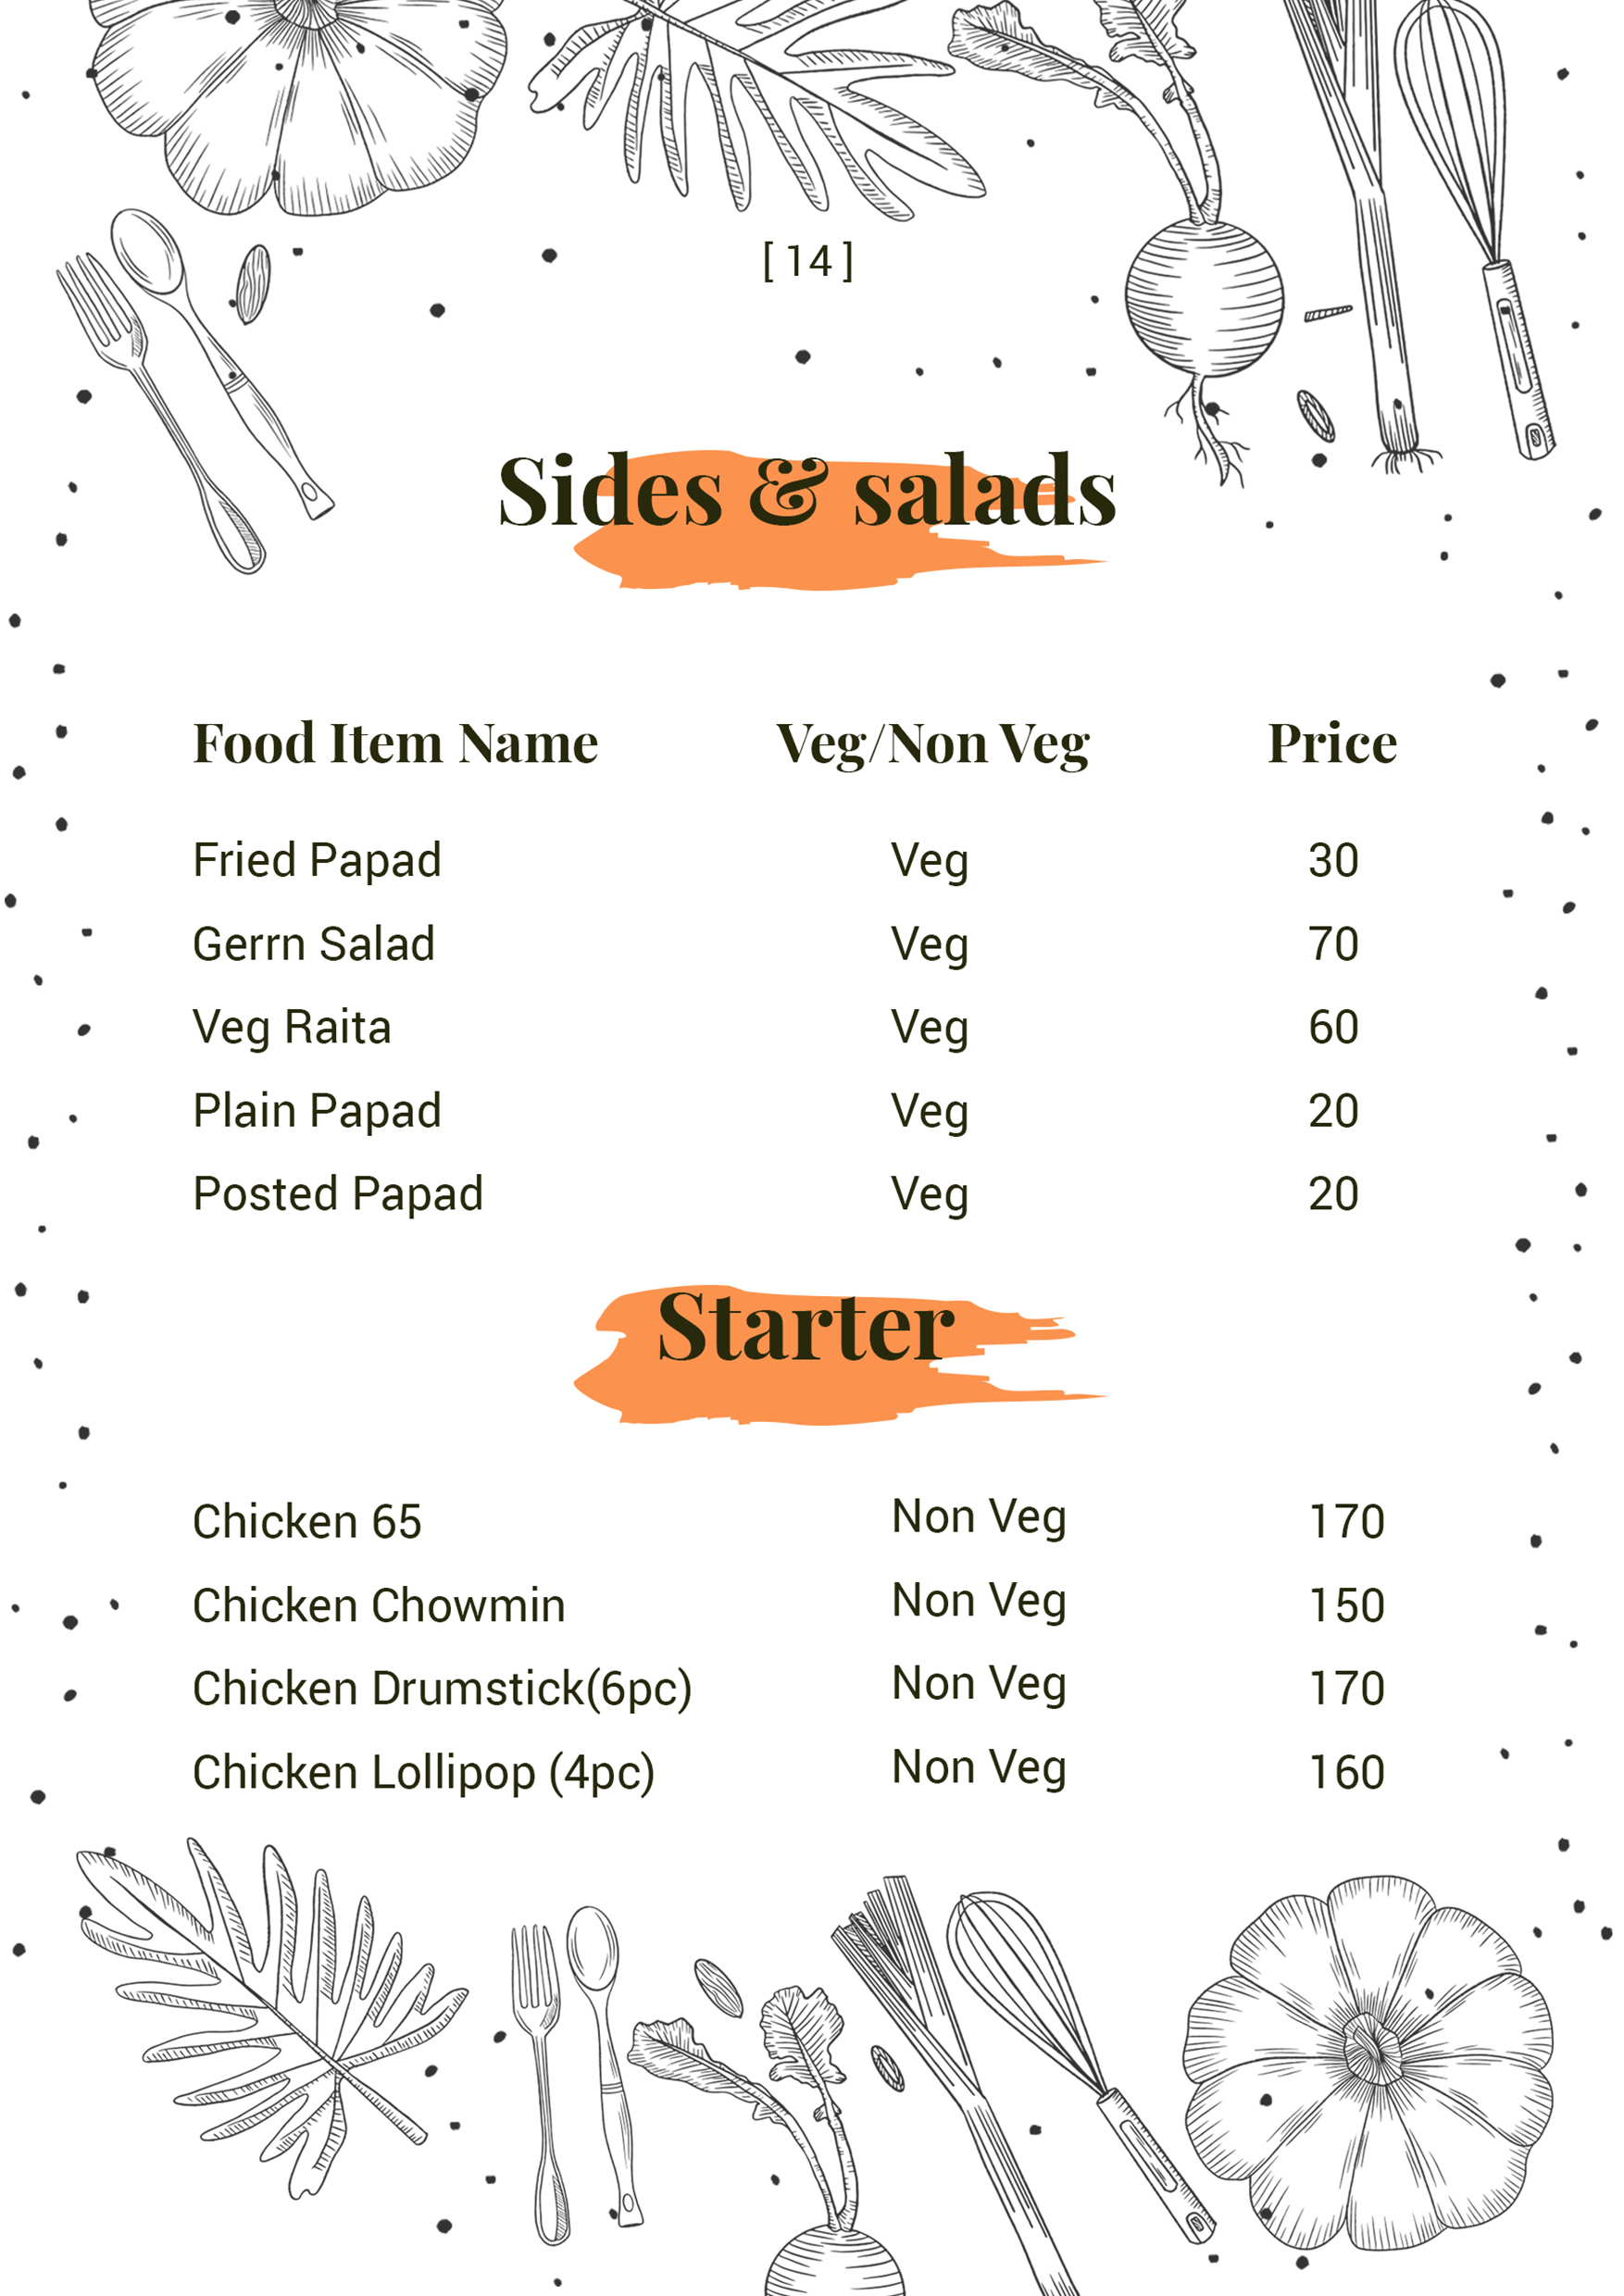 [ 14 ]
Sides & salads
Food Item Name Veg/Non Veg Price
Fried Papad Veg 30
Gerrn Salad Veg 70
Veg Raita Veg 60
Plain Papad Veg 20
Posted Papad Veg 20
Starter
Chicken 65 Non Veg 170
Chicken Chowmin Non Veg 150
Chicken Drumstick(6pc) Non Veg 170
Chicken Lollipop (4pc) Non Veg 160